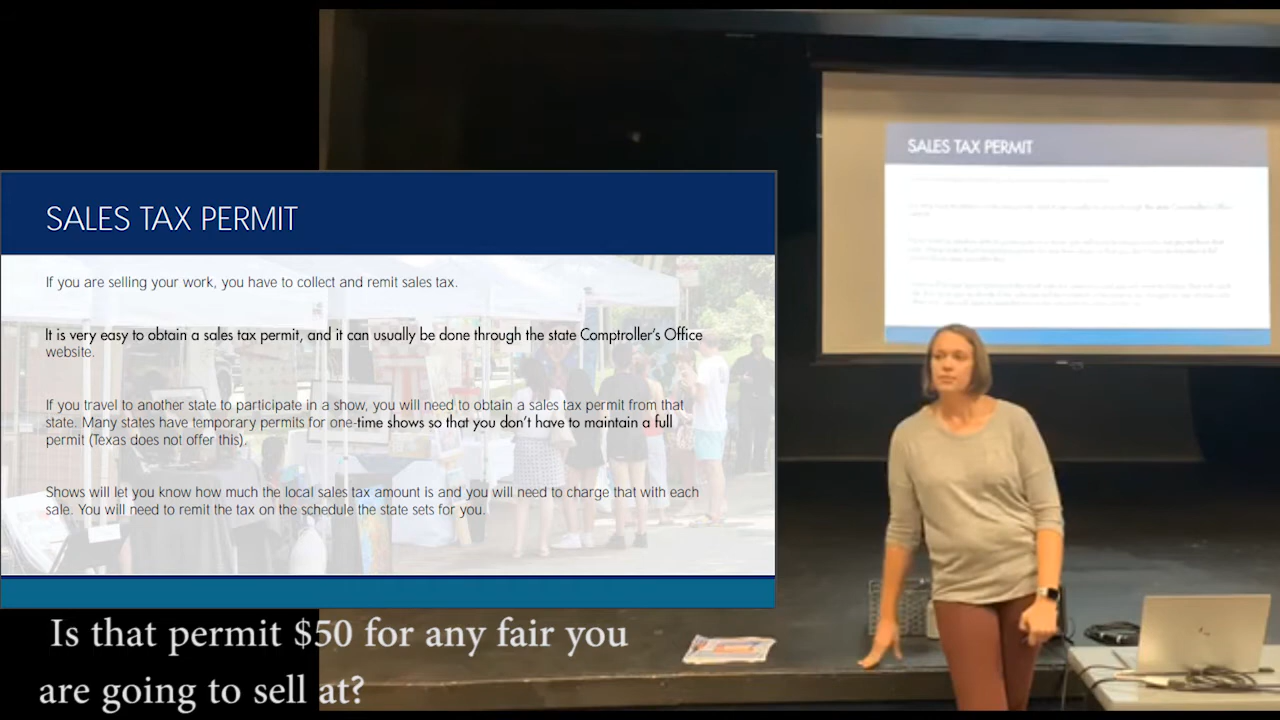 SALES TAX PERMIT
If you are selling your work, you have to collect and remit sales tax.
It is very easy to obtain a sales tax permit, and it can usually be done through the state Comptroller's Office
website.
If you travel to another state to participate in a show, you will need to obtain a sales tax permit from that
state. Many states have temporary permits for one-time shows so that you don't have to maintain a full
permit (Texas does not offer this).
Shows will let you know how much the local sales tax amount is and you will need to charge that with each
sale. You will need to remit the tax on the schedule the state sets for you.
SALES TAX PERMIT
Is that permit $50 for any fair you
are going to sell at?